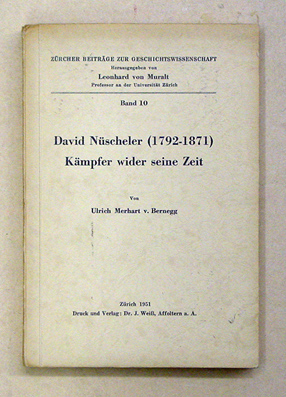 ZÜRCHER BEITRÄGE ZUR GESCHICHTSWISSENSCHAFT
Herausgegeben von
Leonhard von Muralt
Professor an der Universität Zürich
Band 10
David Nüscheler (1792-1871)
Kämpfer wider seine Zeit
Von
Ulrich Merhart v. Bernegg
Zürich 1951
Druck und Verlag: Dr. J. Weiß, Affoltern a. A.